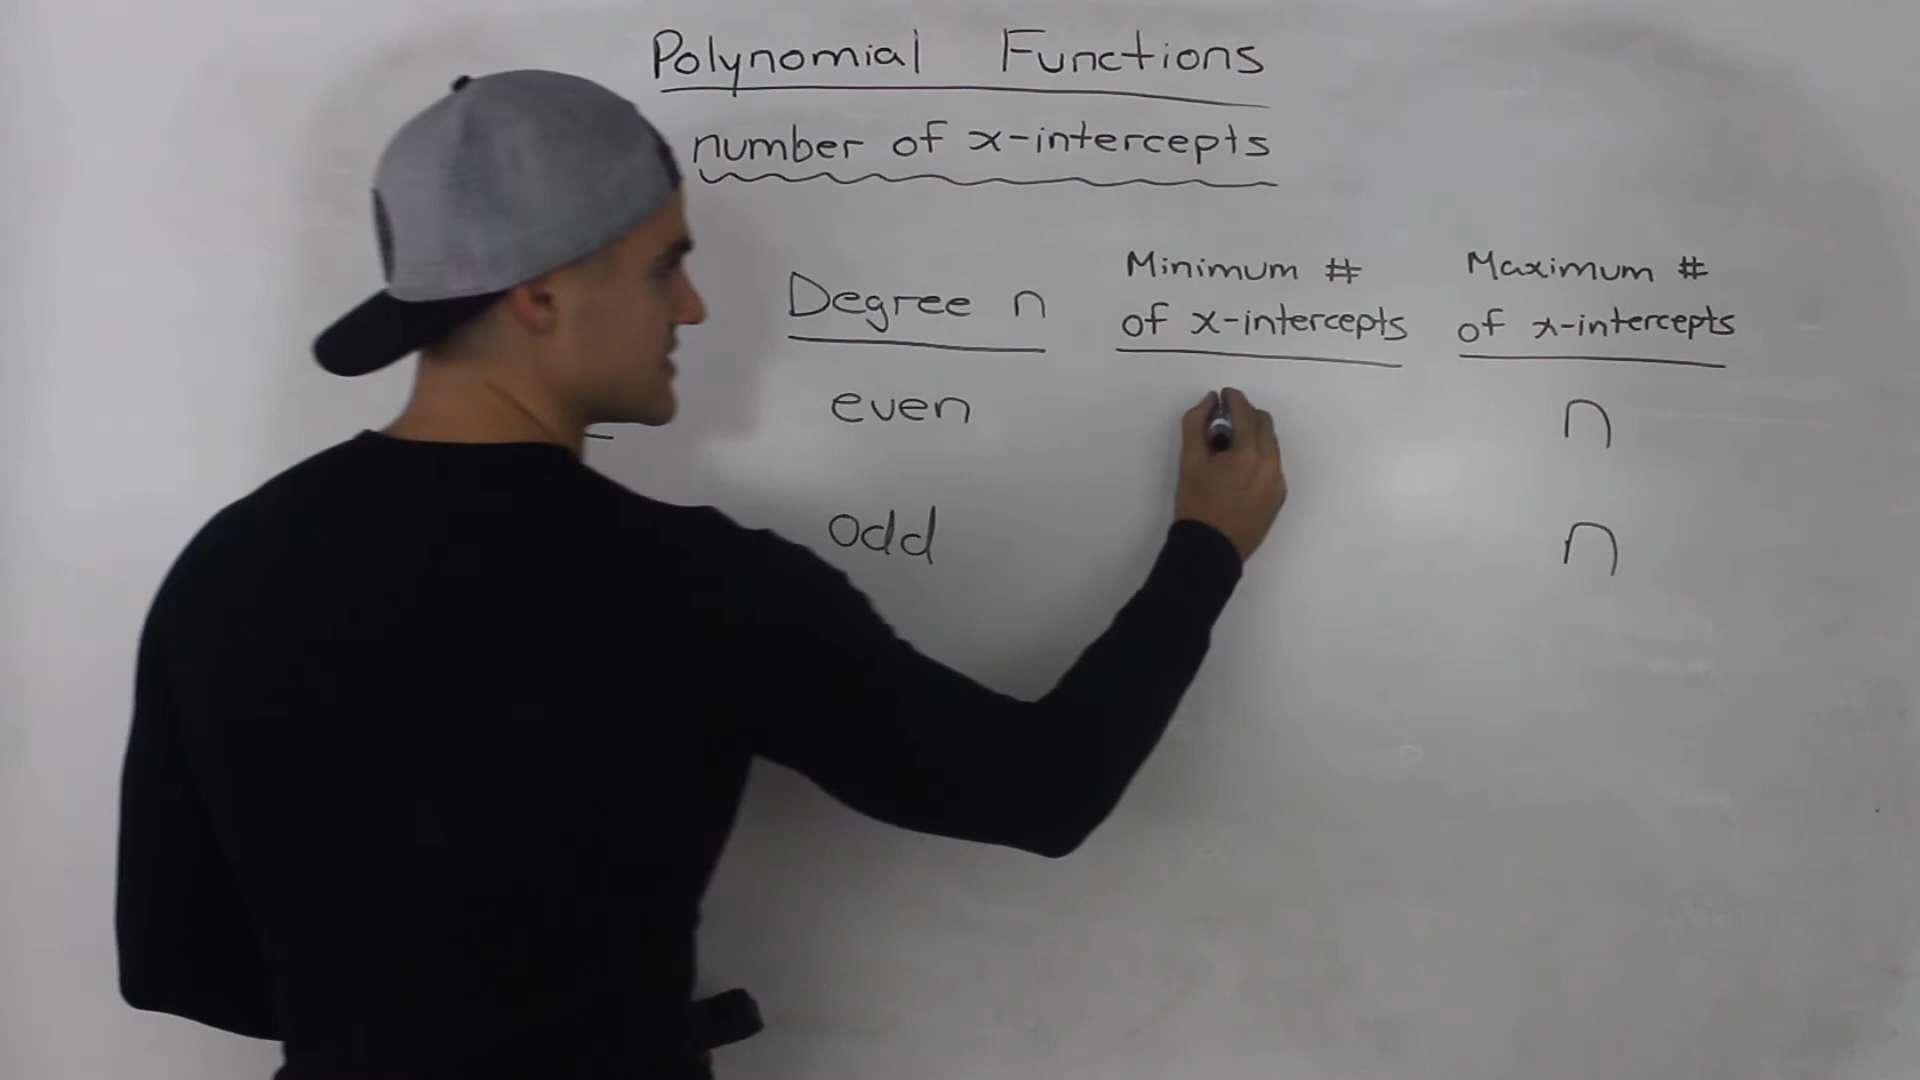 Polynomial Functions
number of x-intercepts
Degree n
Minimum #
of x-intercepts
Maximum #
of x-intercepts
even
n
odd
n